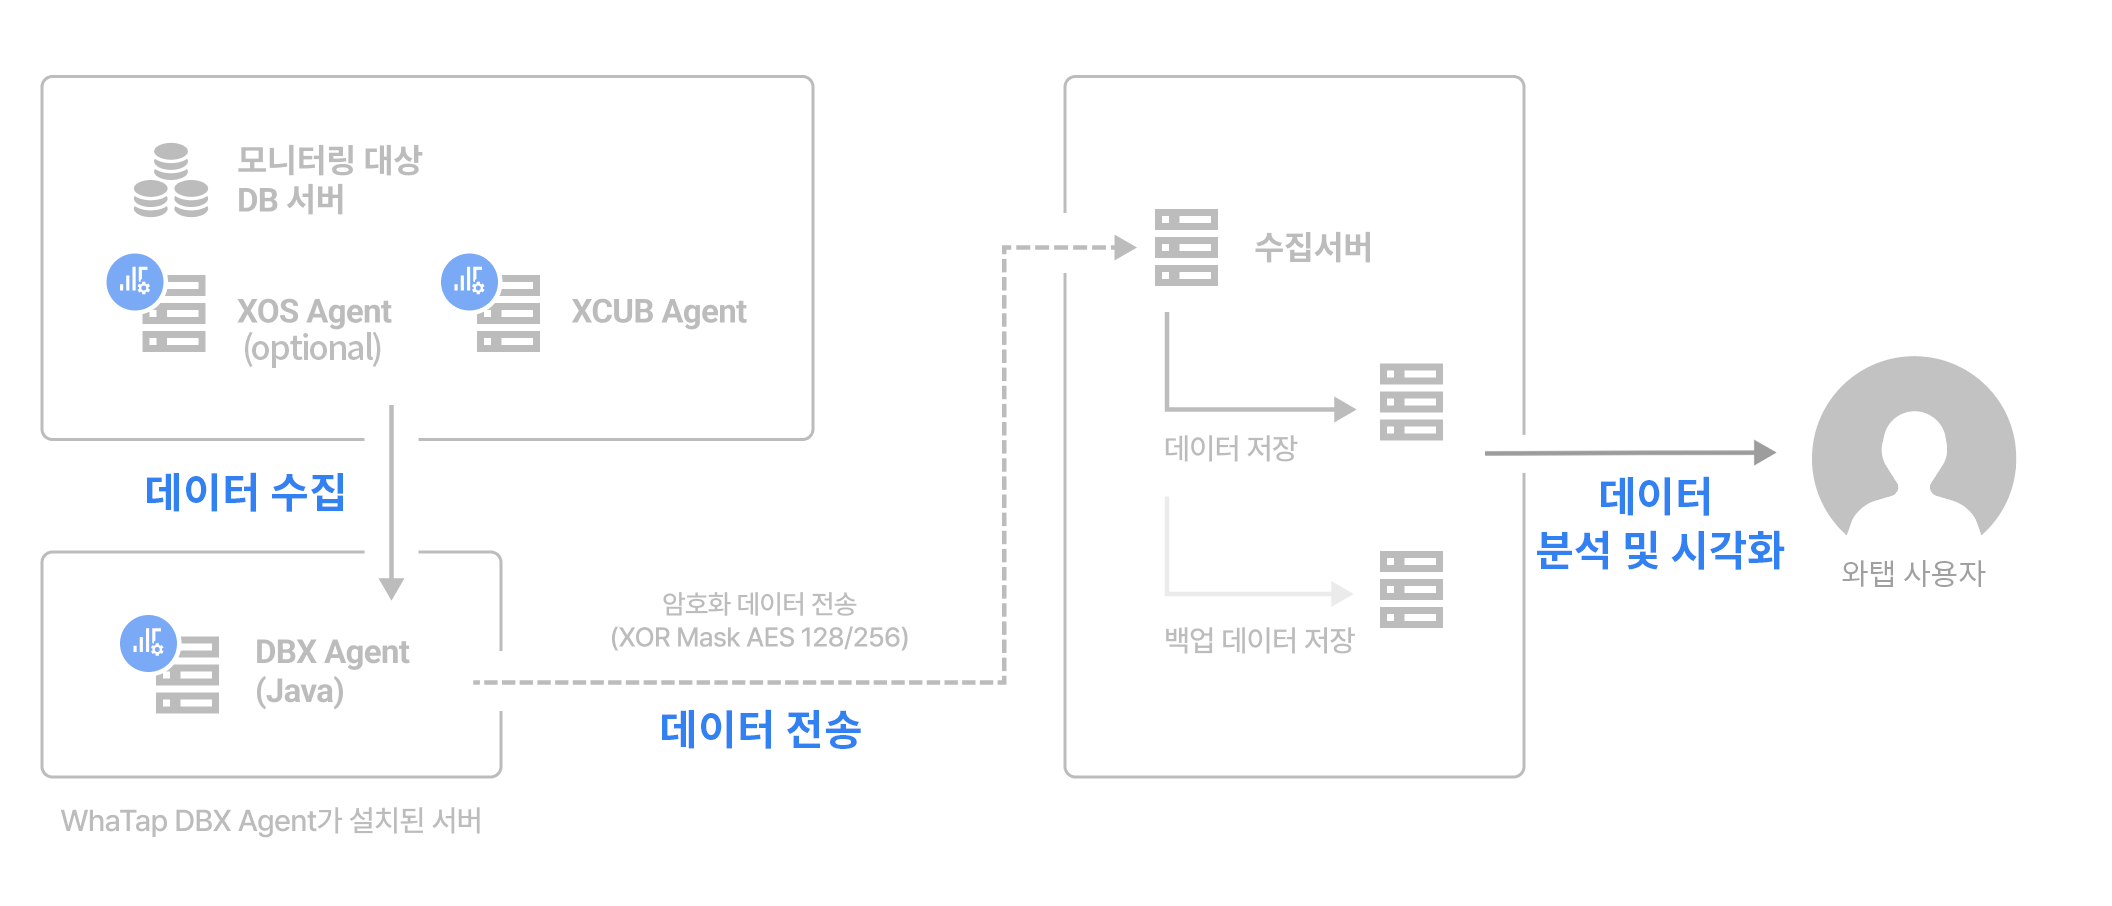 모니터링 대상
DB 서버
XOS Agent
(optional)
XCUB Agent
데이터 수집
DBX Agent
(Java)
WhaTap DBX Agent가 설치된 서버
암호화 데이터 전송
(XOR Mask AES 128/256)
데이터 전송
수집서버
데이터 저장
백업 데이터 저장
데이터
분석 및 시각화
와탭 사용자